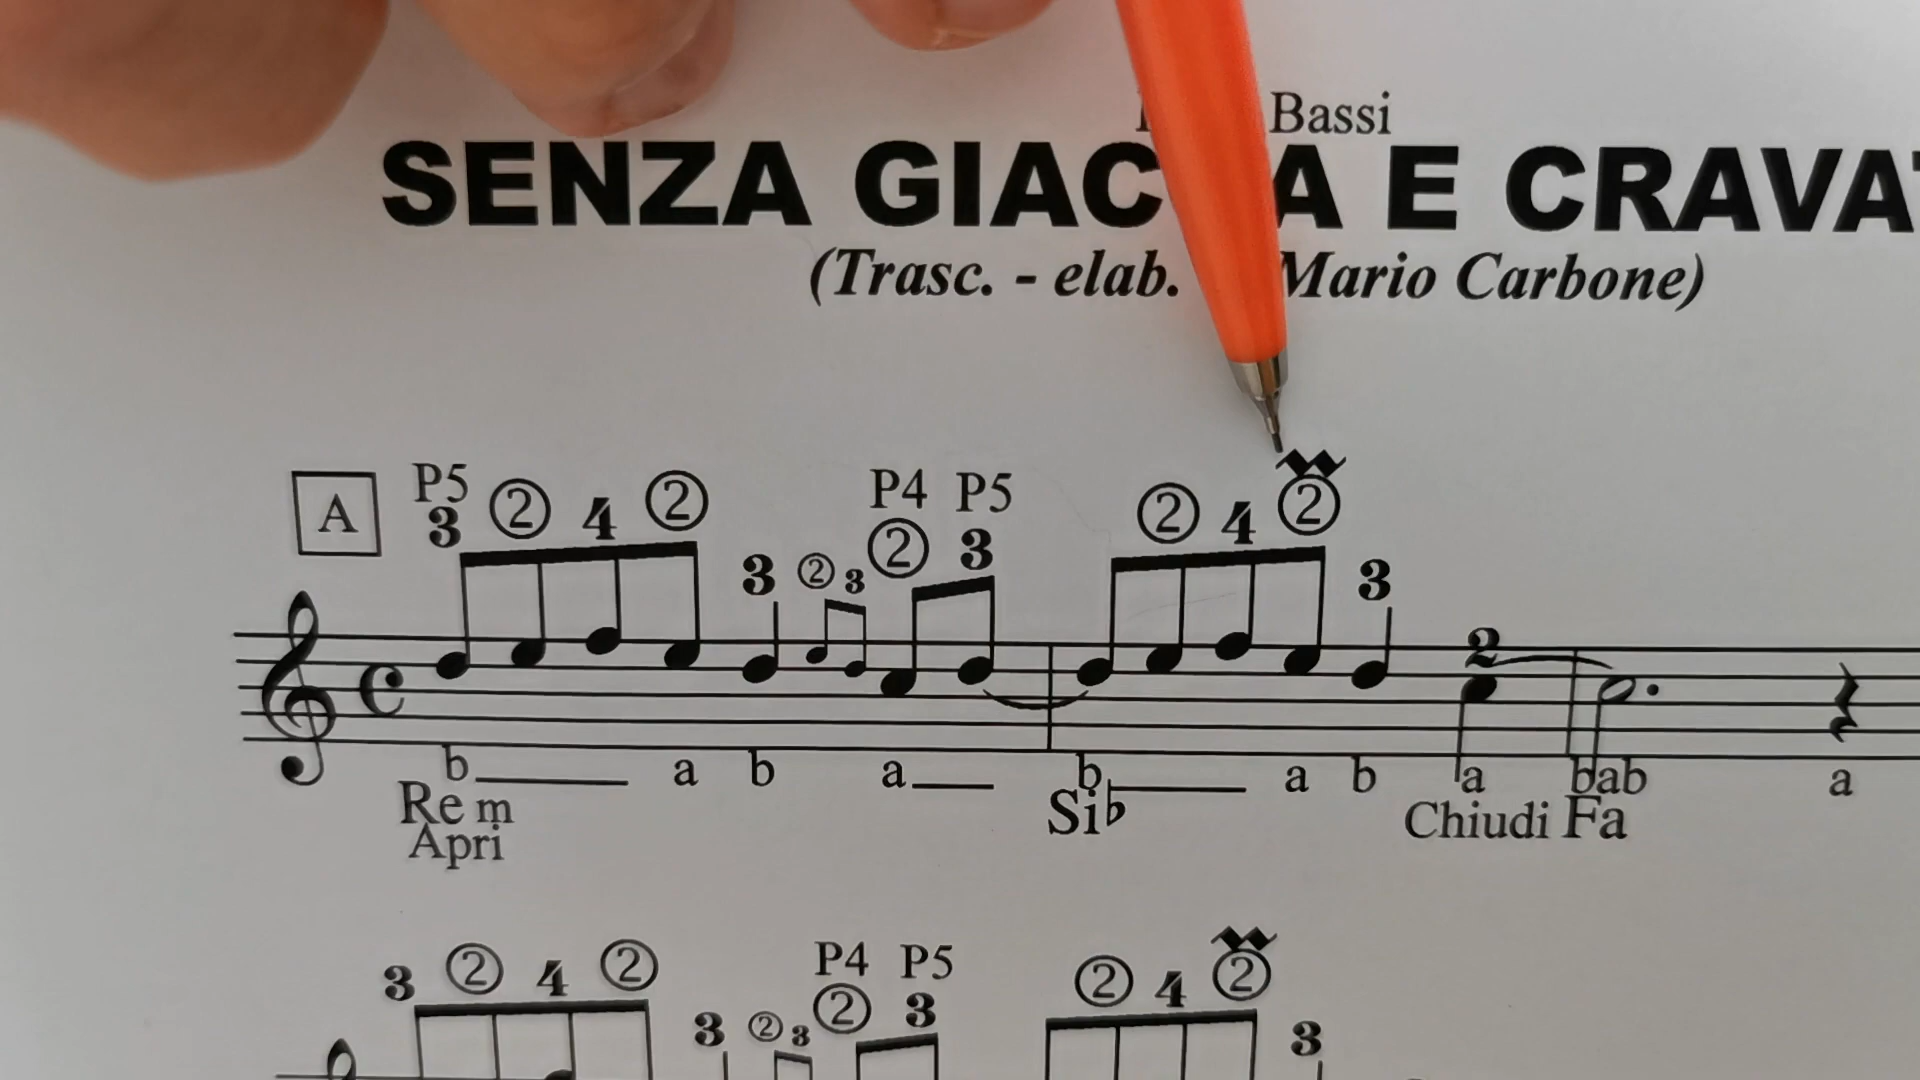 Bassi
SENZA GIACCA E CRAVA
(Trasc. - elab. Mario Carbone)
A P5 P4 P5
3 ② 4 ② 3 ② 3 ② 3 ② 4 ② 3 2
b a b a b a b a bab a
Re m Si♭ Chiudi Fa
Apri
P4 P5
3 ② 4 ② 3 ② 3 ② 3 ② 4 ② 3